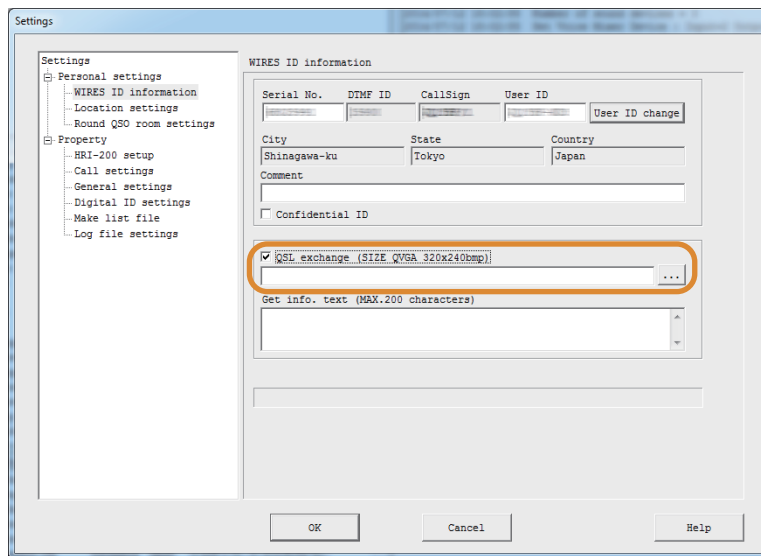 Settings
Settings
Personal settings
WIRES ID information
Location settings
Round QSO room settings
Property
HRI-200 setup
Call settings
General settings
Digital ID settings
Make list file
Log file settings
WIRES ID information
Serial No. DTMF ID CallSign User ID
User ID change
City State Country
Shinagawa-ku Tokyo Japan
Comment
Confidential ID
QSL exchange (SIZE QVGA 320x240bmp)
...
Get info. text (MAX.200 characters)
OK Cancel Help